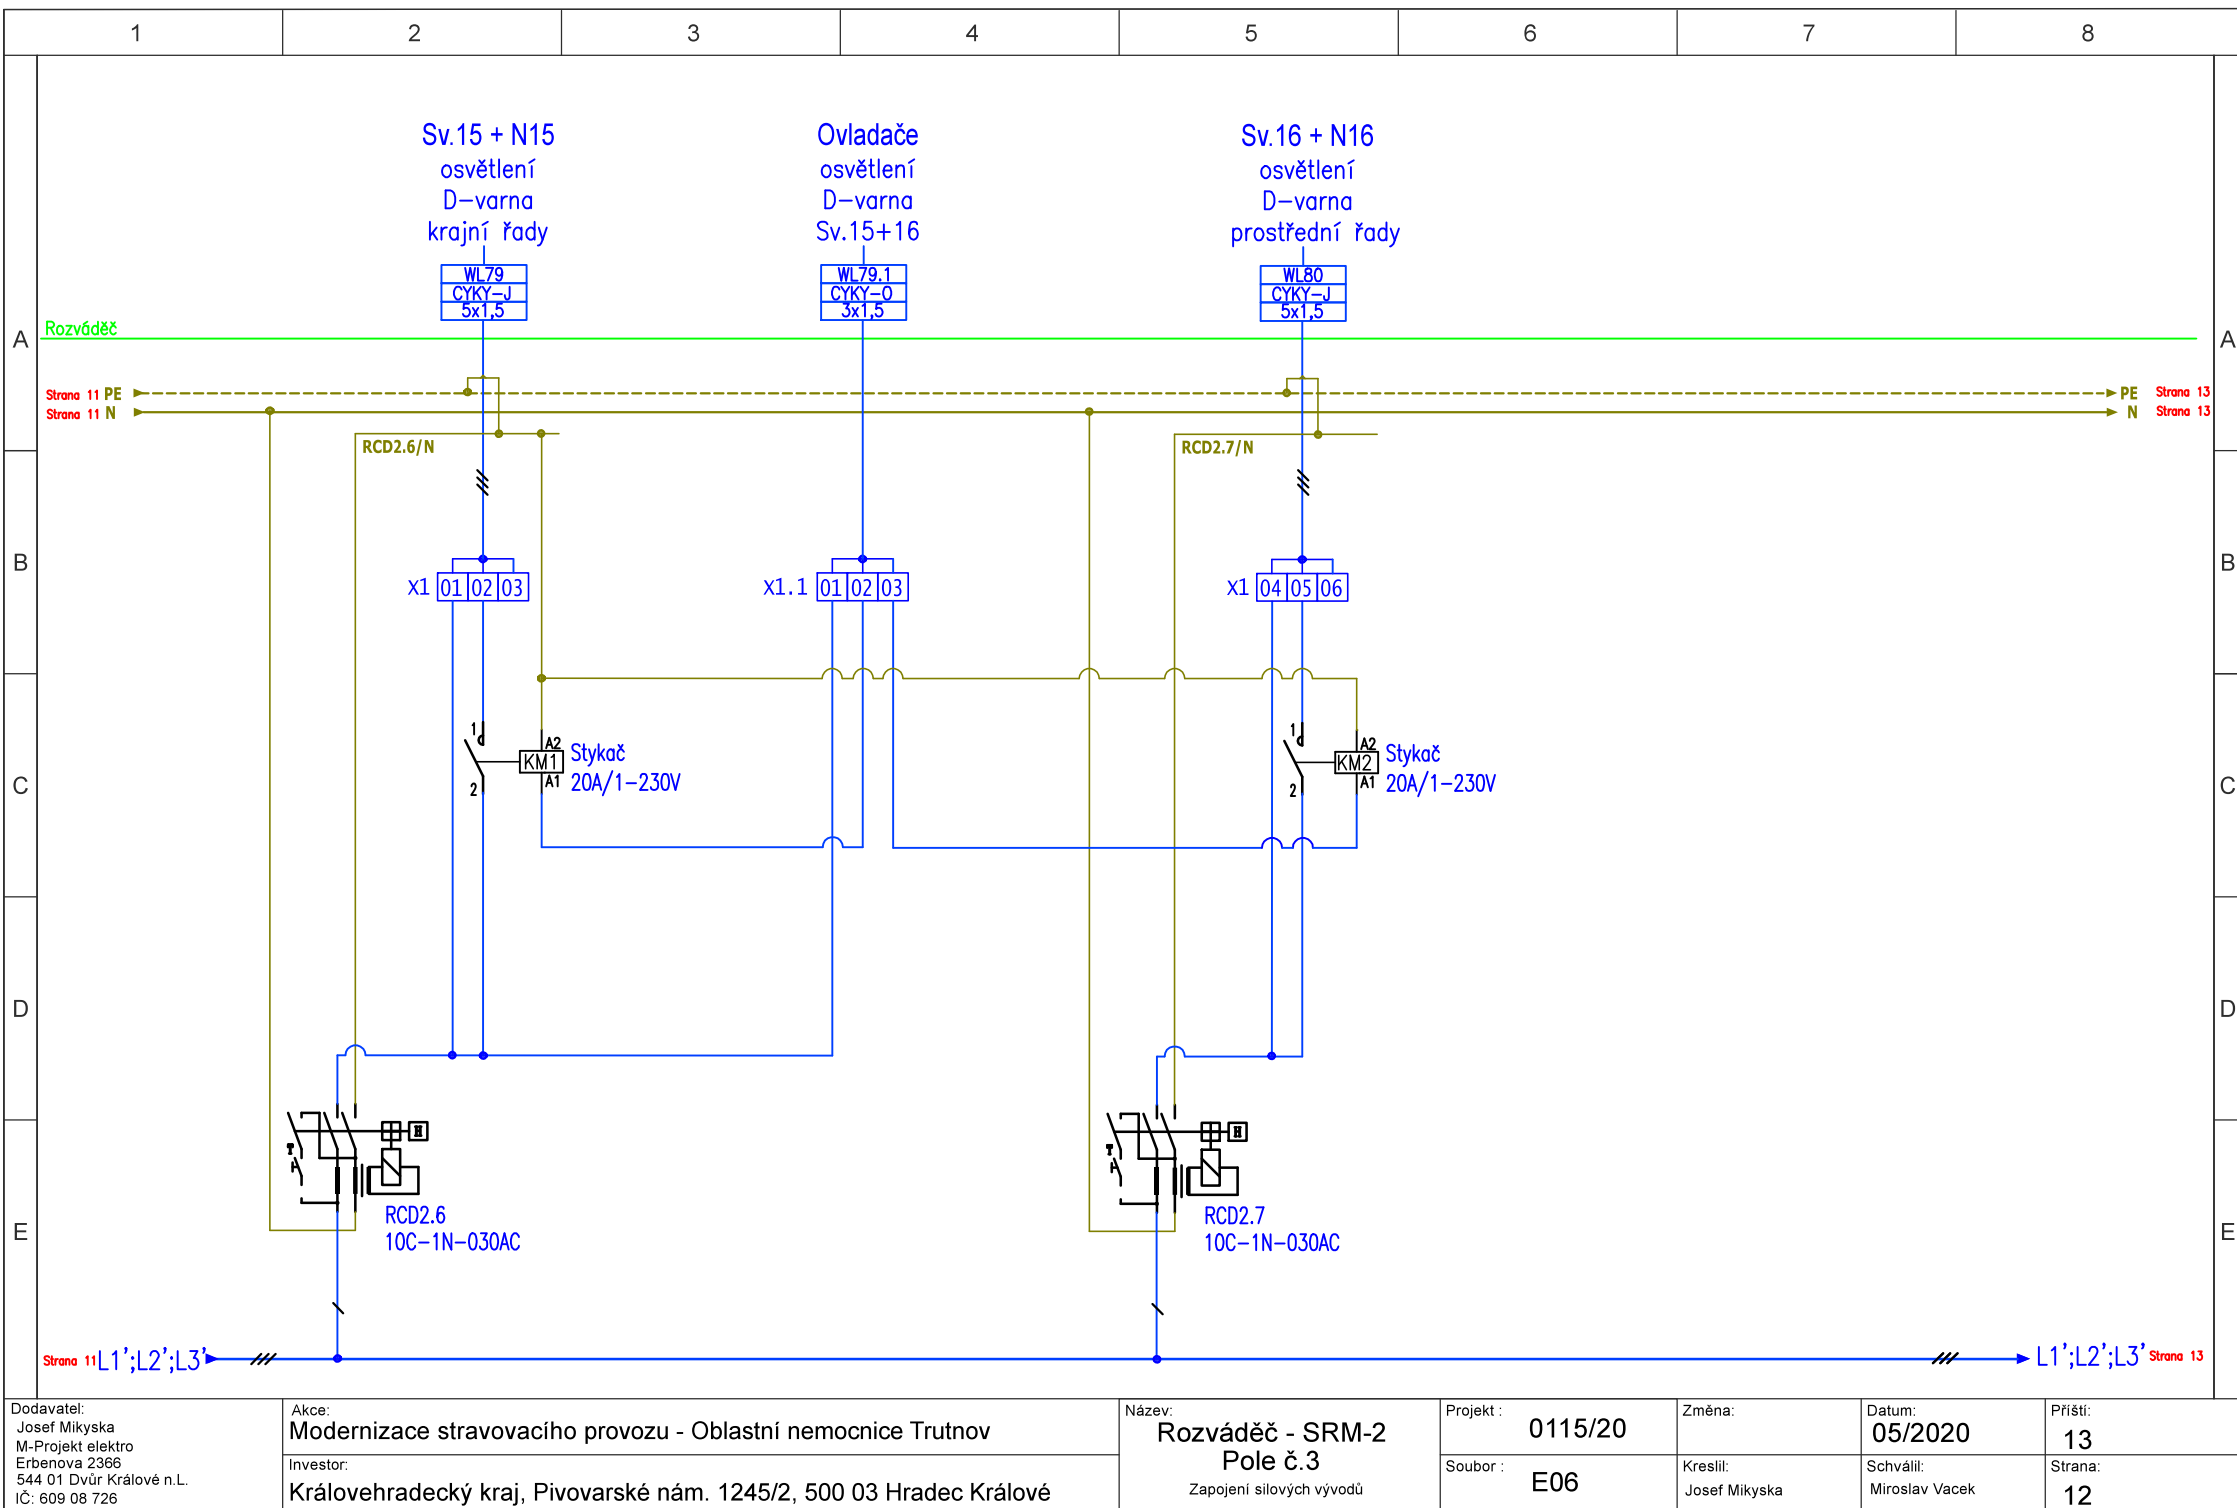 1 2 3 4 5 6 7 8
Sv.15 + N15
osvětlení
D-varna
krajní řady
WL79
CYKY-J
5x1,5
Ovladače
osvětlení
D-varna
Sv.15+16
WL79.1
CYKY-O
3x1,5
Sv.16 + N16
osvětlení
D-varna
prostřední řady
WL80
CYKY-J
5x1,5
Rozváděč
A A
Strana 11 PE PE Strana 13
Strana 11 N N Strana 13
RCD2.6/N RCD2.7/N
B B
X1 01 02 03 X1.1 01 02 03 X1 04 05 06
1 A2 KM1 A1 2
Stykač
20A/1-230V
1 A2 KM2 A1 2
Stykač
20A/1-230V
C C
D D
H H
RCD2.6
10C-1N-030AC
RCD2.7
10C-1N-030AC
E E
Strana 11 L1';L2';L3' L1';L2';L3' Strana 13
Dodavatel:
Josef Mikyska
M-Projekt elektro
Erbenova 2366
544 01 Dvůr Králové n.L.
IČ: 609 08 726
Akce:
Modernizace stravovacího provozu - Oblastní nemocnice Trutnov
Investor:
Královehradecký kraj, Pivovarské nám. 1245/2, 500 03 Hradec Králové
Název:
Rozváděč - SRM-2
Pole č.3
Zapojení silových vývodů
Projekt : 0115/20
Soubor : E06
Změna:
Kreslil:
Josef Mikyska
Datum:
05/2020
Schválil:
Miroslav Vacek
Příští:
13
Strana:
12